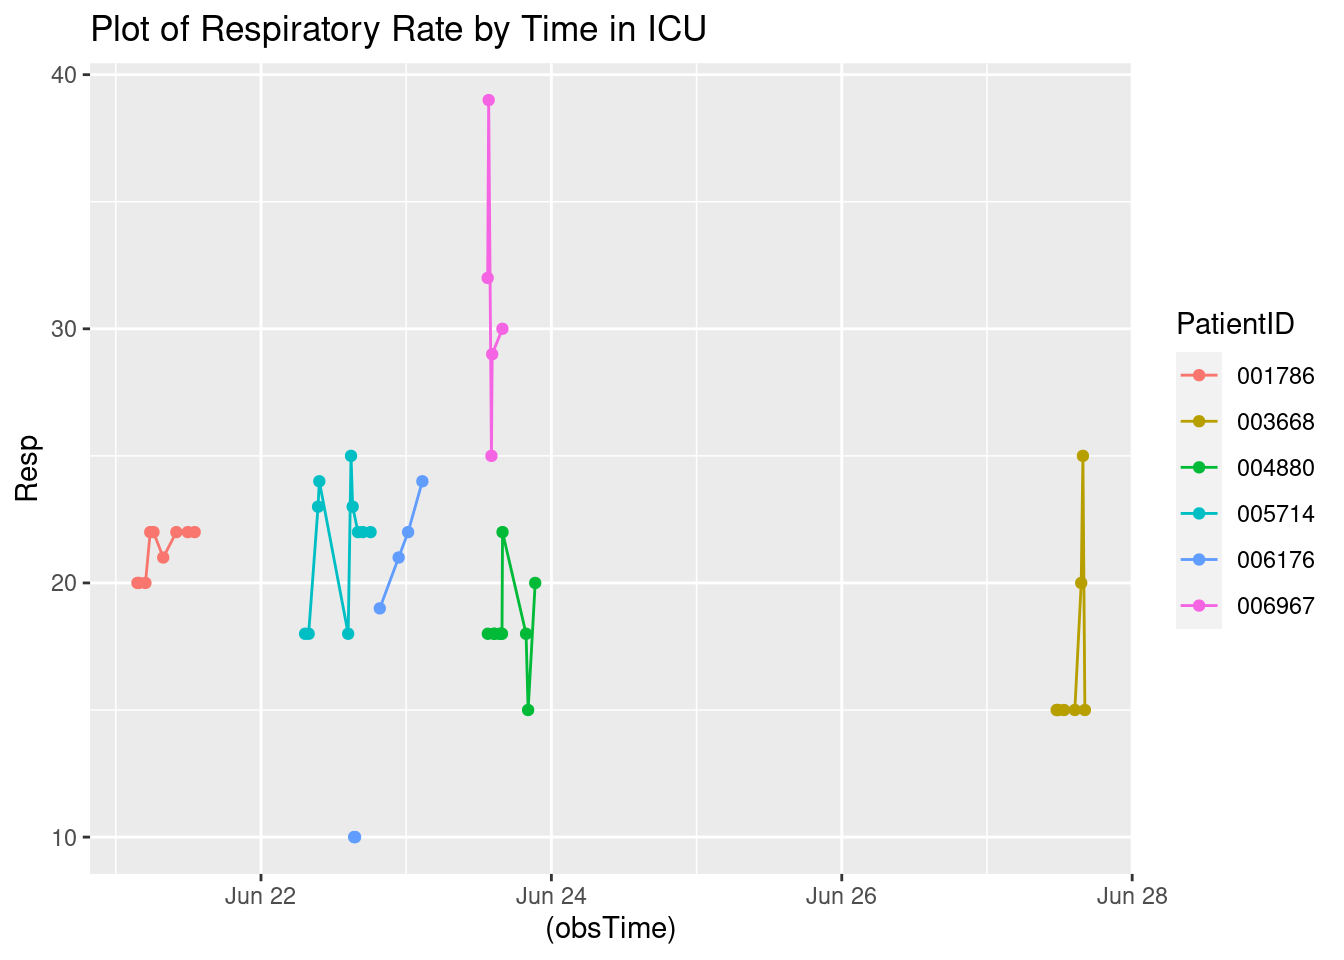 Plot of Respiratory Rate by Time in ICU
40
30
20
10
Resp
Jun 22
Jun 24
Jun 26
Jun 28
(obsTime)
PatientID
001786
003668
004880
005714
006176
006967